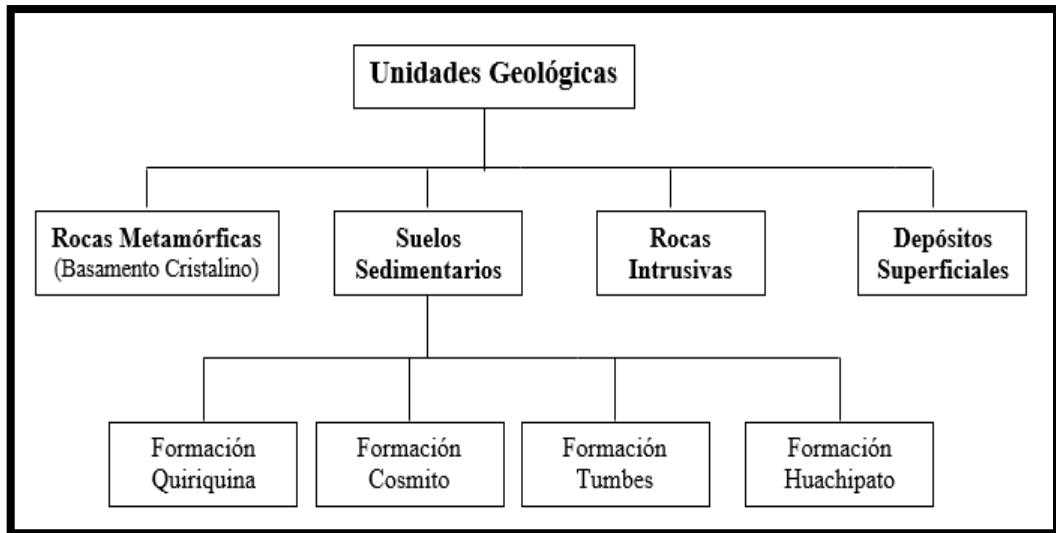 Unidades Geológicas
Rocas Metamórficas
(Basamento Cristalino)
Suelos
Sedimentarios
Rocas
Intrusivas
Depósitos
Superficiales
Formación
Quiriquina
Formación
Cosmito
Formación
Tumbes
Formación
Huachipato